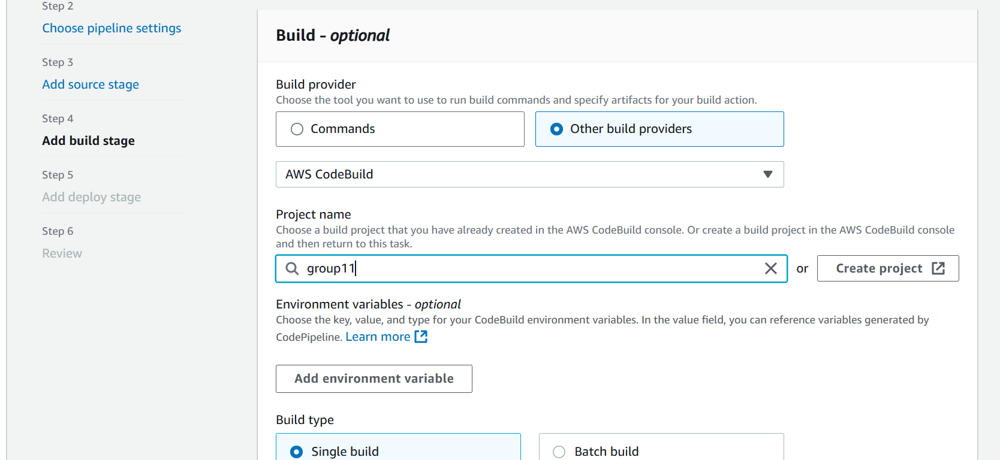 Step 2
Choose pipeline settings
Step 3
Add source stage
Step 4
Add build stage
Step 5
Add deploy stage
Step 6
Review
Build - optional
Build provider
Choose the tool you want to use to run build commands and specify artifacts for your build action.
Commands
Other build providers
AWS CodeBuild
Project name
Choose a build project that you have already created in the AWS CodeBuild console. Or create a build project in the AWS CodeBuild console
and then return to this task.
group11
or
Create project
Environment variables - optional
Choose the key, value, and type for your CodeBuild environment variables. In the value field, you can reference variables generated by
CodePipeline. Learn more
Add environment variable
Build type
Single build
Batch build